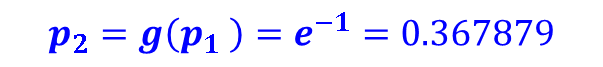 p₂ = g(p₁ ) = e⁻¹ = 0.367879